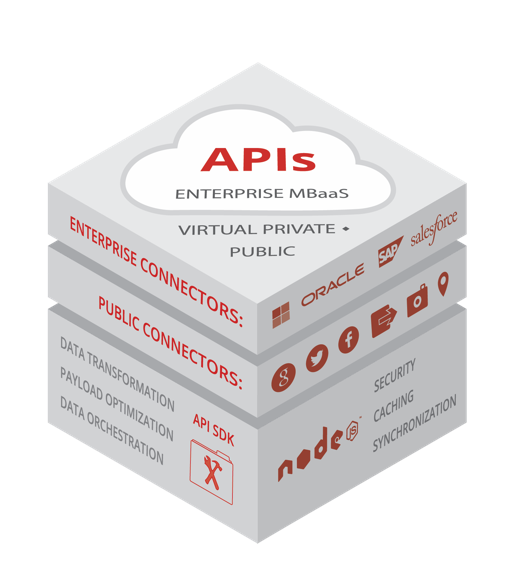 APIs
ENTERPRISE MBaaS
VIRTUAL PRIVATE •
PUBLIC
ENTERPRISE CONNECTORS:
ORACLE
SAP
salesforce
PUBLIC CONNECTORS:
g
f
DATA TRANSFORMATION
PAYLOAD OPTIMIZATION
DATA ORCHESTRATION
API SDK
node
JS
SECURITY
CACHING
SYNCHRONIZATION